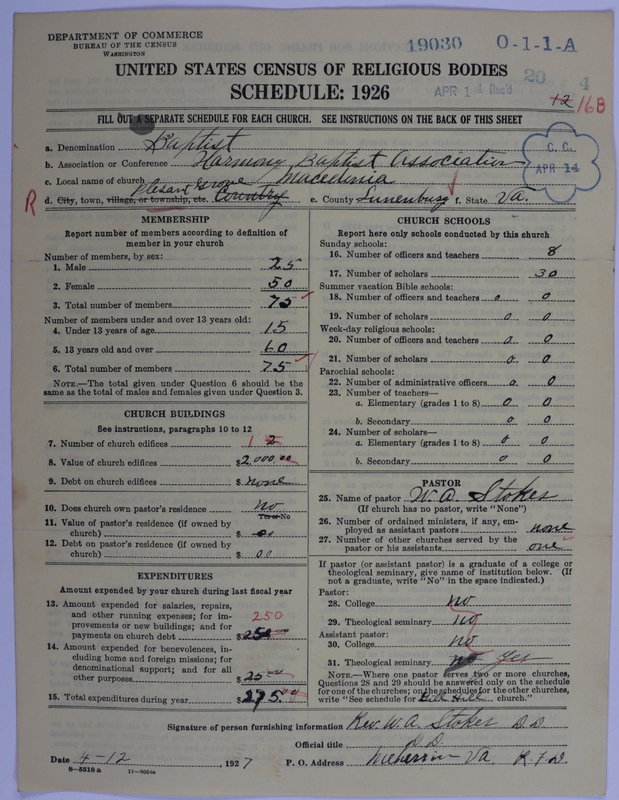 DEPARTMENT OF COMMERCE
BUREAU OF THE CENSUS
WASHINGTON
19030 0-1-1-A
UNITED STATES CENSUS OF RELIGIOUS BODIES
SCHEDULE: 1926
APR 14 Rec'd
20 4
12 16B
FILL OUT A SEPARATE SCHEDULE FOR EACH CHURCH. SEE INSTRUCTIONS ON THE BACK OF THIS SHEET
C. C.
APR 14
a. Denomination Baptist
b. Association or Conference Harmony Baptist Association
c. Local name of church Macedinia
Plesant Grove
R d. City, town, village, or township, etc. Country e. County Lunenburg f. State Va.
MEMBERSHIP
Report number of members according to definition of
member in your church
Number of members, by sex:
1. Male 25
2. Female 50
3. Total number of members 75
Number of members under and over 13 years old:
4. Under 13 years of age 15
5. 13 years old and over 60
6. Total number of members 75
NOTE.—The total given under Question 6 should be the
same as the total of males and females given under Question 3.
CHURCH BUILDINGS
See instructions, paragraphs 10 to 12
7. Number of church edifices 1 2
8. Value of church edifices $2,000.00
9. Debt on church edifices $ none
10. Does church own pastor's residence no
Yes or No
11. Value of pastor's residence (if owned by
church) $ 00
12. Debt on pastor's residence (if owned by
church) $ 00
EXPENDITURES
Amount expended by your church during last fiscal year
13. Amount expended for salaries, repairs,
and other running expenses; for im-
provements or new buildings; and for
payments on church debt $ 250
250
14. Amount expended for benevolences, in-
cluding home and foreign missions; for
denominational support; and for all
other purposes $ 25.00
15. Total expenditures during year $ 275.00
CHURCH SCHOOLS
Report here only schools conducted by this church
Sunday schools:
16. Number of officers and teachers 8
17. Number of scholars 30
Summer vacation Bible schools:
18. Number of officers and teachers 0 0
19. Number of scholars 0 0
Week-day religious schools:
20. Number of officers and teachers 0 0
21. Number of scholars 0 0
Parochial schools:
22. Number of administrative officers 0 0
23. Number of teachers—
a. Elementary (grades 1 to 8) 0 0
b. Secondary 0 0
24. Number of scholars—
a. Elementary (grades 1 to 8) 0 0
b. Secondary 0 0
PASTOR
25. Name of pastor W. A. Stokes
(If church has no pastor, write "None")
26. Number of ordained ministers, if any, em-
ployed as assistant pastors none
27. Number of other churches served by the
pastor or his assistants one
If pastor (or assistant pastor) is a graduate of a college or
theological seminary, give name of institution below. (If
not a graduate, write "No" in the space indicated.)
Pastor:
28. College no
29. Theological seminary no
Assistant pastor:
30. College no
31. Theological seminary no Yes
NOTE.—Where one pastor serves two or more churches,
Questions 28 and 29 should be answered only on the schedule
for one of the churches; on the schedules for the other churches,
write "See schedule for Hill church."
Signature of person furnishing information Rev. W. A. Stokes D. D.
Official title D. D.
Date 4-12, 1927 P. O. Address Meherrin Va. R. F. D.
8—5518 a 11—9054a